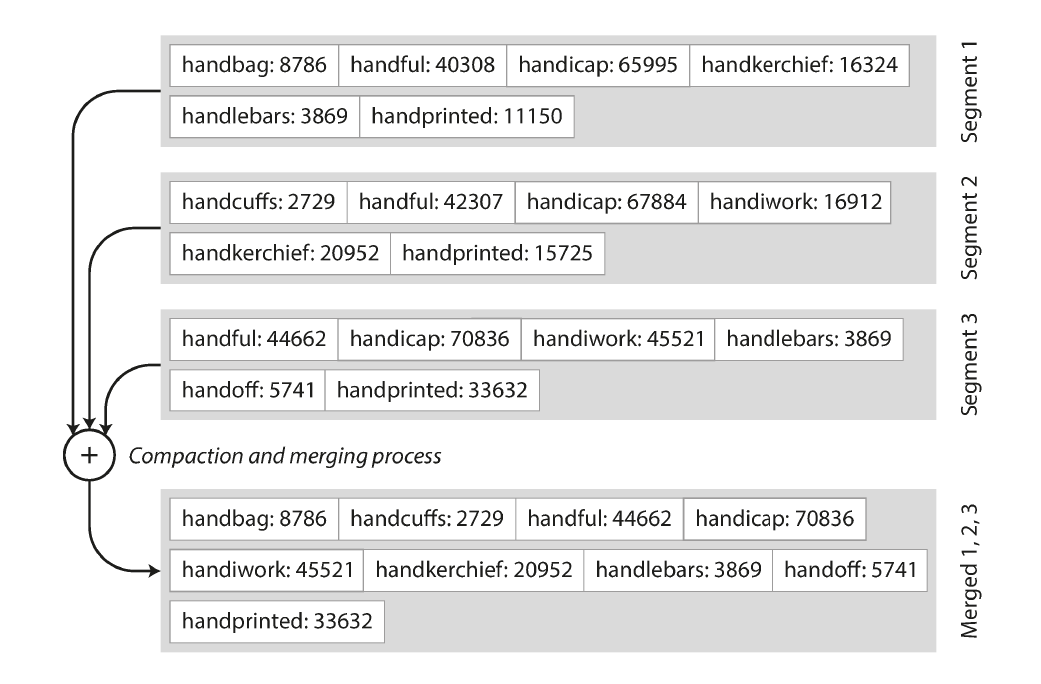 handbag: 8786 handful: 40308 handicap: 65995 handkerchief: 16324
handlebars: 3869 handprinted: 11150
Segment 1
handcuffs: 2729 handful: 42307 handicap: 67884 handiwork: 16912
handkerchief: 20952 handprinted: 15725
Segment 2
handful: 44662 handicap: 70836 handiwork: 45521 handlebars: 3869
handoff: 5741 handprinted: 33632
Segment 3
+ Compaction and merging process
handbag: 8786 handcuffs: 2729 handful: 44662 handicap: 70836
handiwork: 45521 handkerchief: 20952 handlebars: 3869 handoff: 5741
handprinted: 33632
Merged 1, 2, 3